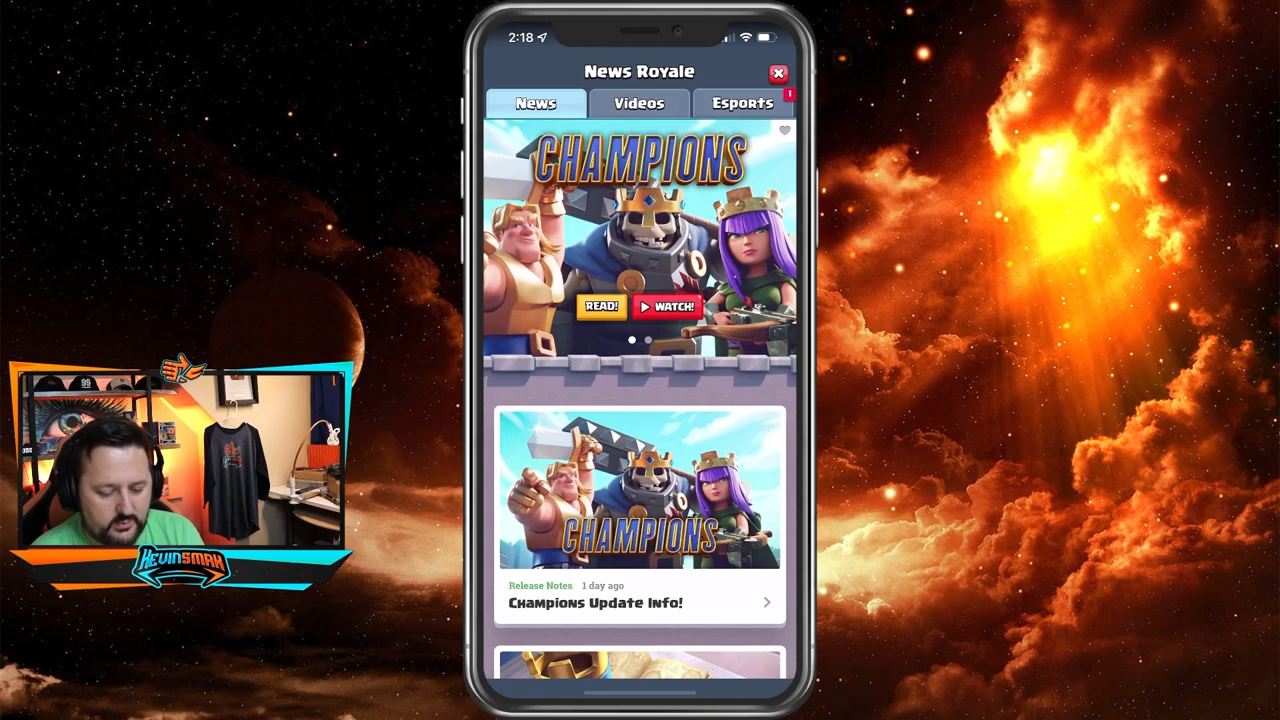 2:18
News Royale
News
Videos
Esports
1
CHAMPIONS
READ!
WATCH!
CHAMPIONS
Release Notes 1 day ago
Champions Update Info!
99
KEVINSMAK